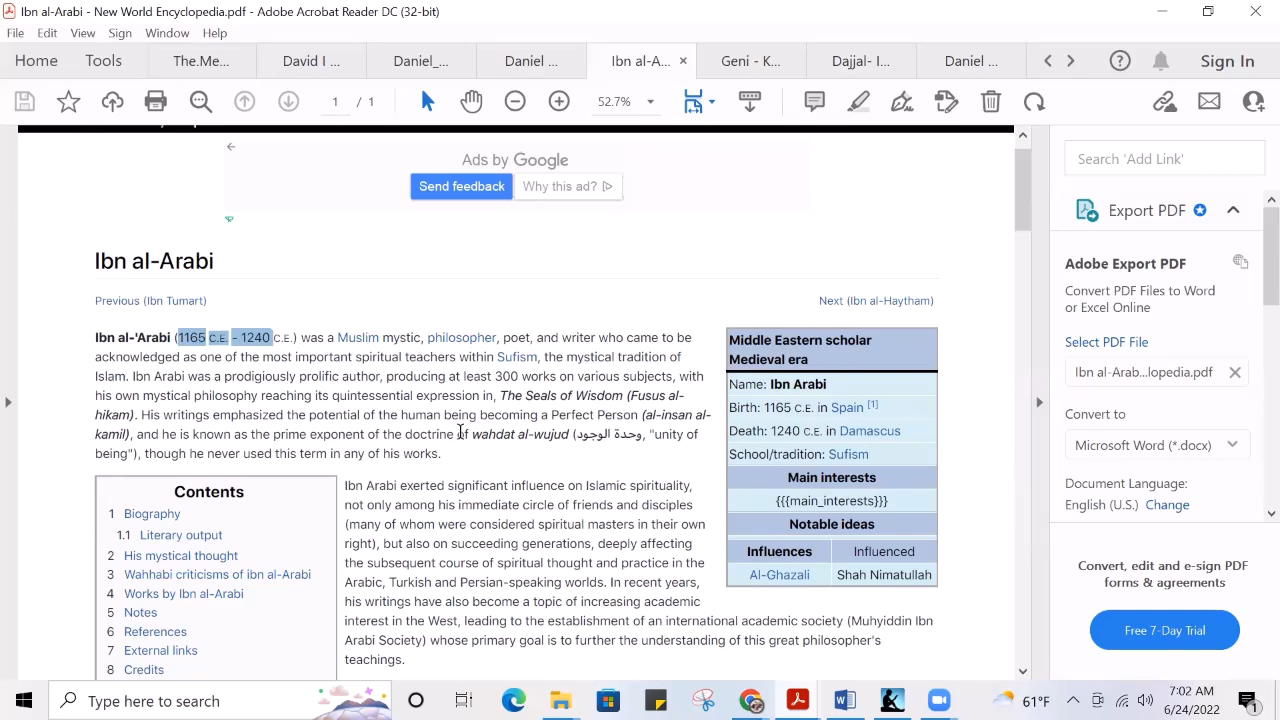 Ibn al-Arabi - New World Encyclopedia.pdf - Adobe Acrobat Reader DC (32-bit)
File Edit View Sign Window Help
Home Tools The.Me... David I ... Daniel_... Daniel ... Ibn al-A... Geni - K... Dajjal- I... Daniel ... Sign In
1 / 1 52.7%
Ads by Google
Send feedback Why this ad?
Ibn al-Arabi
Previous (Ibn Tumart) Next (Ibn al-Haytham)
Ibn al-'Arabi (1165 C.E. - 1240 C.E.) was a Muslim mystic, philosopher, poet, and writer who came to be
acknowledged as one of the most important spiritual teachers within Sufism, the mystical tradition of
Islam. Ibn Arabi was a prodigiously prolific author, producing at least 300 works on various subjects, with
his own mystical philosophy reaching its quintessential expression in, The Seals of Wisdom (Fusus al-
hikam). His writings emphasized the potential of the human being becoming a Perfect Person (al-insan al-
kamil), and he is known as the prime exponent of the doctrine of wahdat al-wujud (وحدة الوجود, "unity of
being"), though he never used this term in any of his works.
Middle Eastern scholar
Medieval era
Name: Ibn Arabi
Birth: 1165 C.E. in Spain [1]
Death: 1240 C.E. in Damascus
School/tradition: Sufism
Main interests
{{{main_interests}}}
Notable ideas
Influences Influenced
Al-Ghazali Shah Nimatullah
Contents
1 Biography
1.1 Literary output
2 His mystical thought
3 Wahhabi criticisms of ibn al-Arabi
4 Works by Ibn al-Arabi
5 Notes
6 References
7 External links
8 Credits
Ibn Arabi exerted significant influence on Islamic spirituality,
not only among his immediate circle of friends and disciples
(many of whom were considered spiritual masters in their own
right), but also on succeeding generations, deeply affecting
the subsequent course of spiritual thought and practice in the
Arabic, Turkish and Persian-speaking worlds. In recent years,
his writings have also become a topic of increasing academic
interest in the West, leading to the establishment of an international academic society (Muhyiddin Ibn
Arabi Society) whose primary goal is to further the understanding of this great philosopher's
teachings.
Search 'Add Link'
Export PDF
Adobe Export PDF
Convert PDF Files to Word
or Excel Online
Select PDF File
Ibn al-Arab...lopedia.pdf
Convert to
Microsoft Word (*.docx)
Document Language:
English (U.S.) Change
Convert, edit and e-sign PDF
forms & agreements
Free 7-Day Trial
Type here to search
61°F
7:02 AM
6/24/2022
1